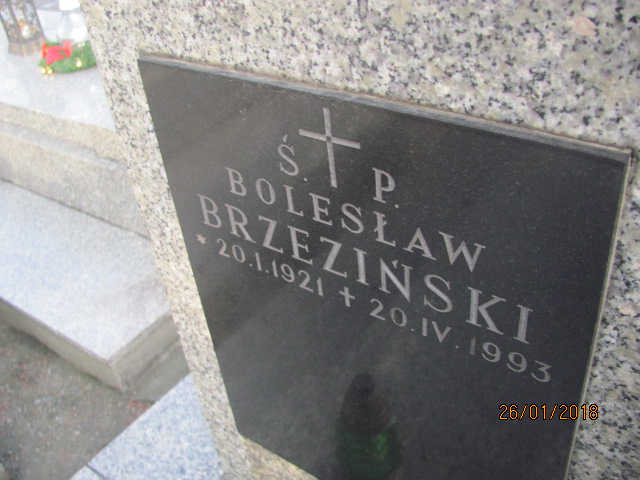 Ś. P.
BOLESŁAW
BRZEZIŃSKI
* 20.I.1921 + 20.IV.1993
26/01/2018